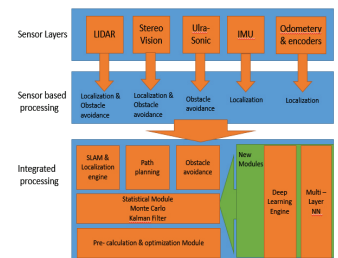 Sensor Layers
LIDAR
Stereo
Vision
Ulra-
Sonic
IMU
Odometery
& encoders
Sensor based
processing
Localization &
Obstacle
avoidance
Localization &
Obstacle
avoidance
Obstacle
avoidance
Localization
Localization
Integrated
processing
SLAM &
Localization
engine
Path
planning
Obstacle
avoidance
New
Modules
Deep
Learning
Engine
Multi –
Layer
NN
Statistical Module
Monte Carlo
Kalman Filter
Pre- calculation & optimization Module